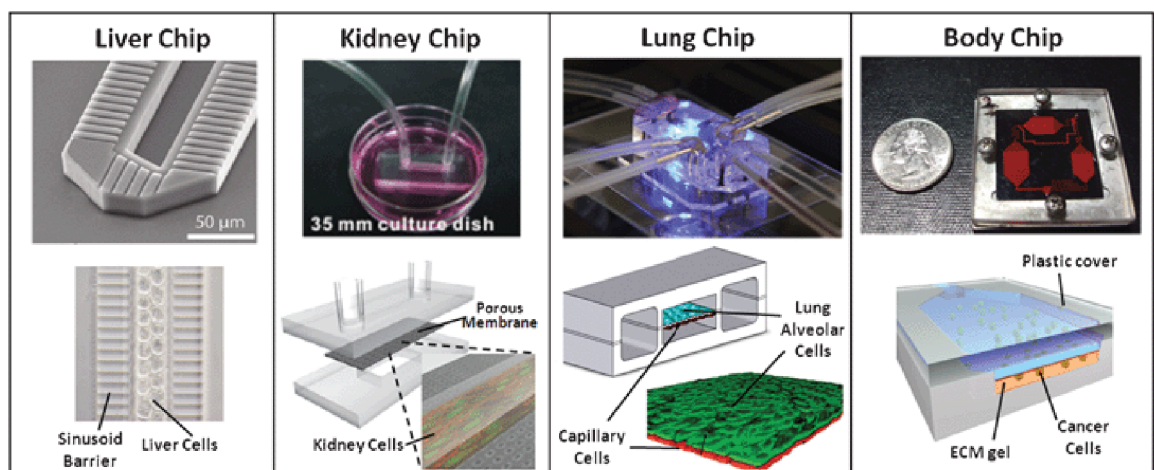 Liver Chip
Kidney Chip
Lung Chip
Body Chip
50 µm
35 mm culture dish
Sinusoid
Barrier
Liver Cells
Porous
Membrane
Kidney Cells
Lung
Alveolar
Cells
Capillary
Cells
Plastic cover
ECM gel
Cancer
Cells